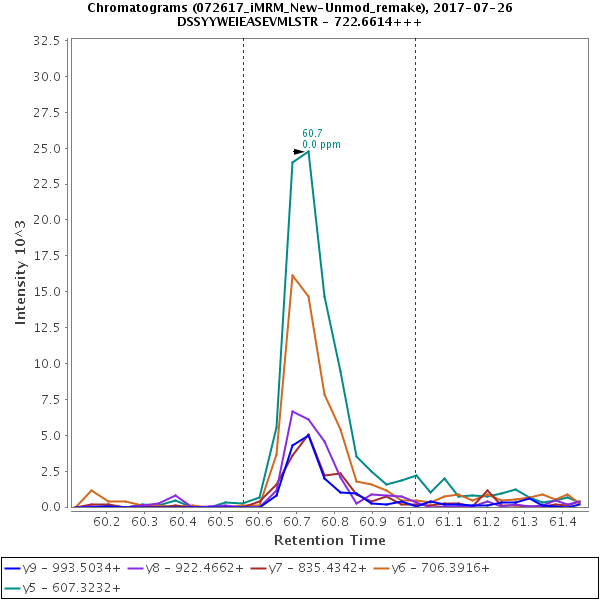 Chromatograms (072617_iMRM_New-Unmod_remake), 2017-07-26
DSSYYWEIEASEVMLSTR - 722.6614+++
32.5
30.0
27.5
25.0
22.5
20.0
17.5
15.0
12.5
10.0
7.5
5.0
2.5
0.0
Intensity 10^3
60.7
0.0 ppm
60.2 60.3 60.4 60.5 60.6 60.7 60.8 60.9 61.0 61.1 61.2 61.3 61.4
Retention Time
y9 - 993.5034+ y8 - 922.4662+ y7 - 835.4342+ y6 - 706.3916+
y5 - 607.3232+